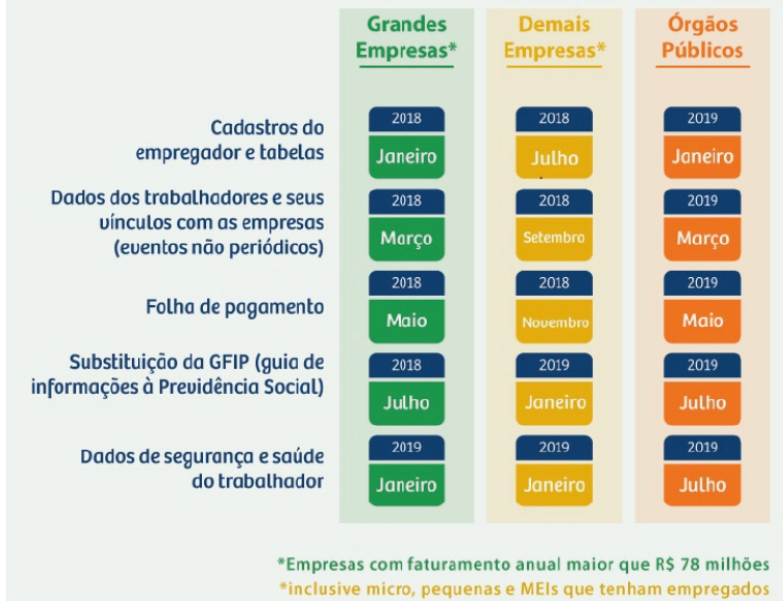 Grandes Empresas*
Demais Empresas*
Órgãos Públicos
Cadastros do
empregador e tabelas
2018 2018 2019
Janeiro Julho Janeiro
Dados dos trabalhadores e seus
vínculos com as empresas
(eventos não periódicos)
2018 2018 2019
Março Setembro Março
Folha de pagamento
2018 2018 2019
Maio Novembro Maio
Substituição da GFIP (guia de
informações à Previdência Social)
2018 2019 2019
Julho Janeiro Julho
Dados de segurança e saúde
do trabalhador
2019 2019 2019
Janeiro Janeiro Julho
*Empresas com faturamento anual maior que R$ 78 milhões
*inclusive micro, pequenas e MEIs que tenham empregados